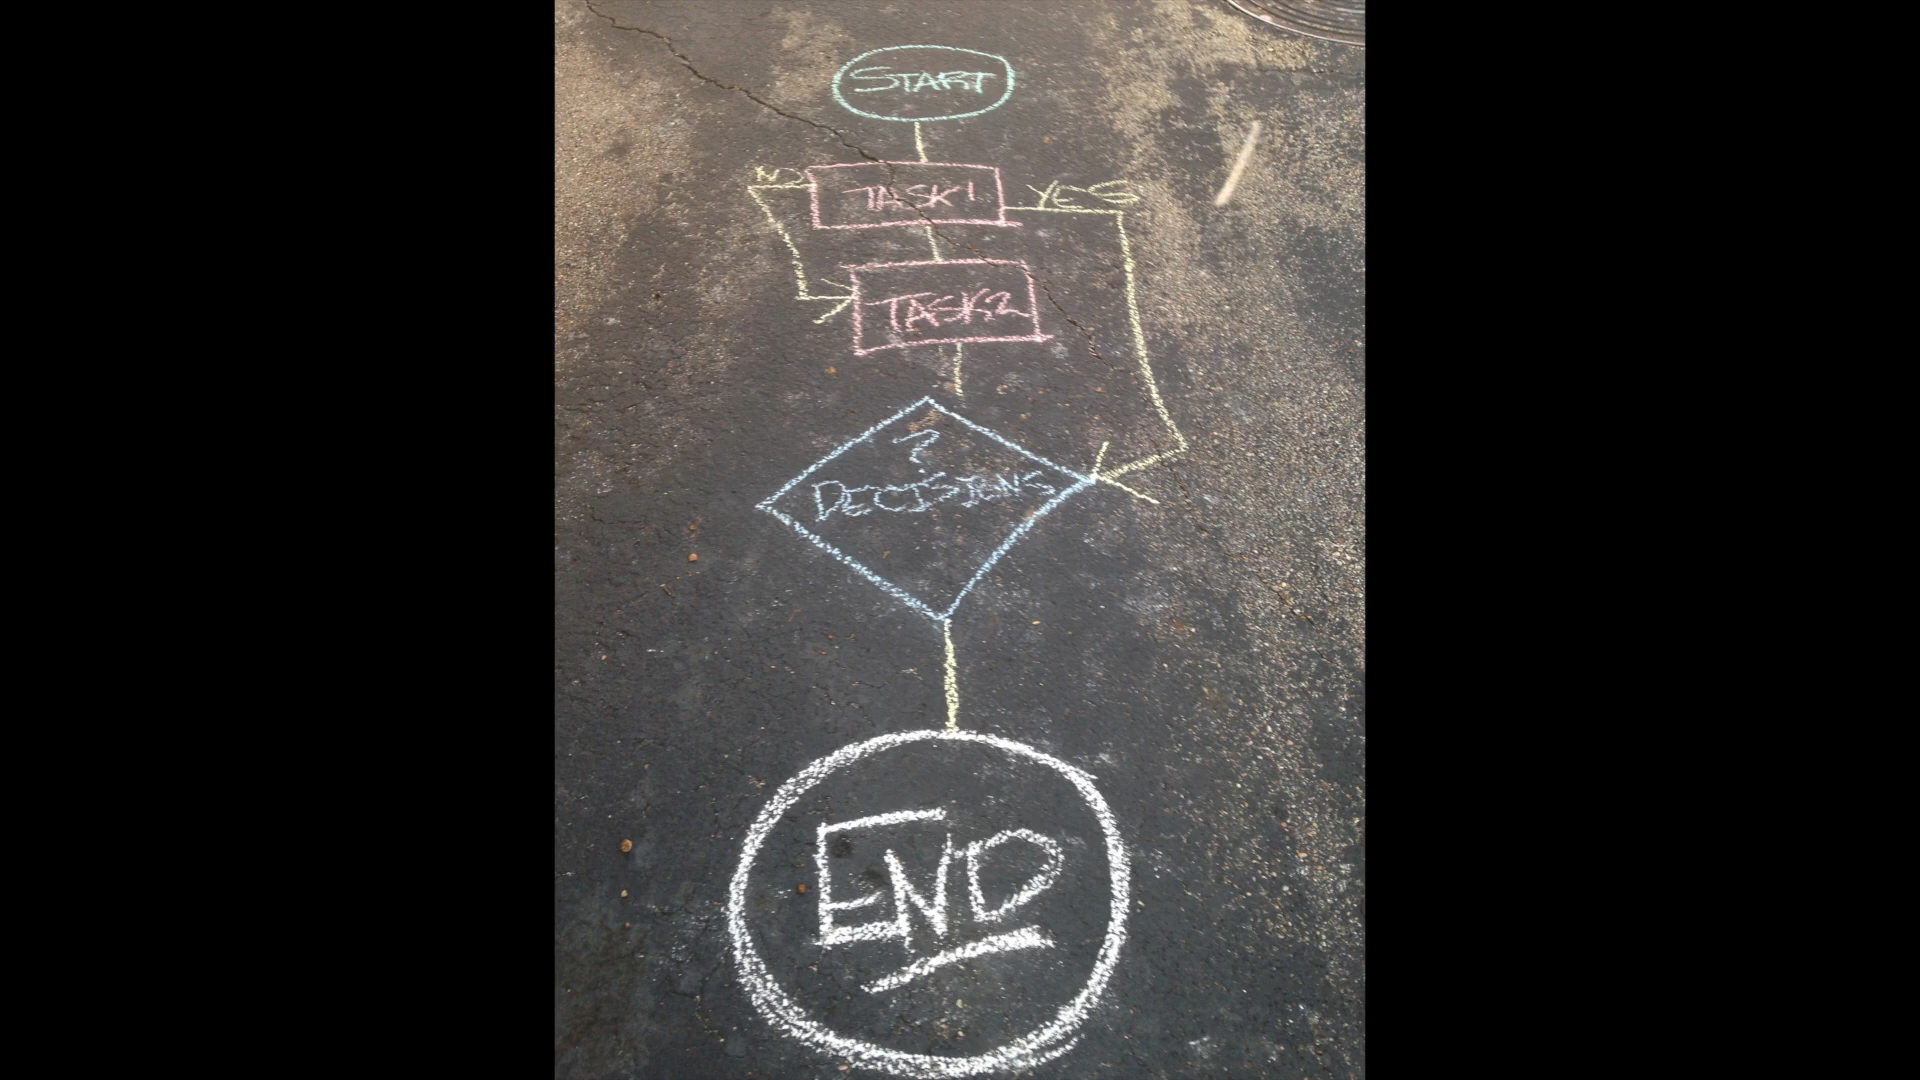 START
NO
TASK1
YES
TASK2
?
DECISIONS
END